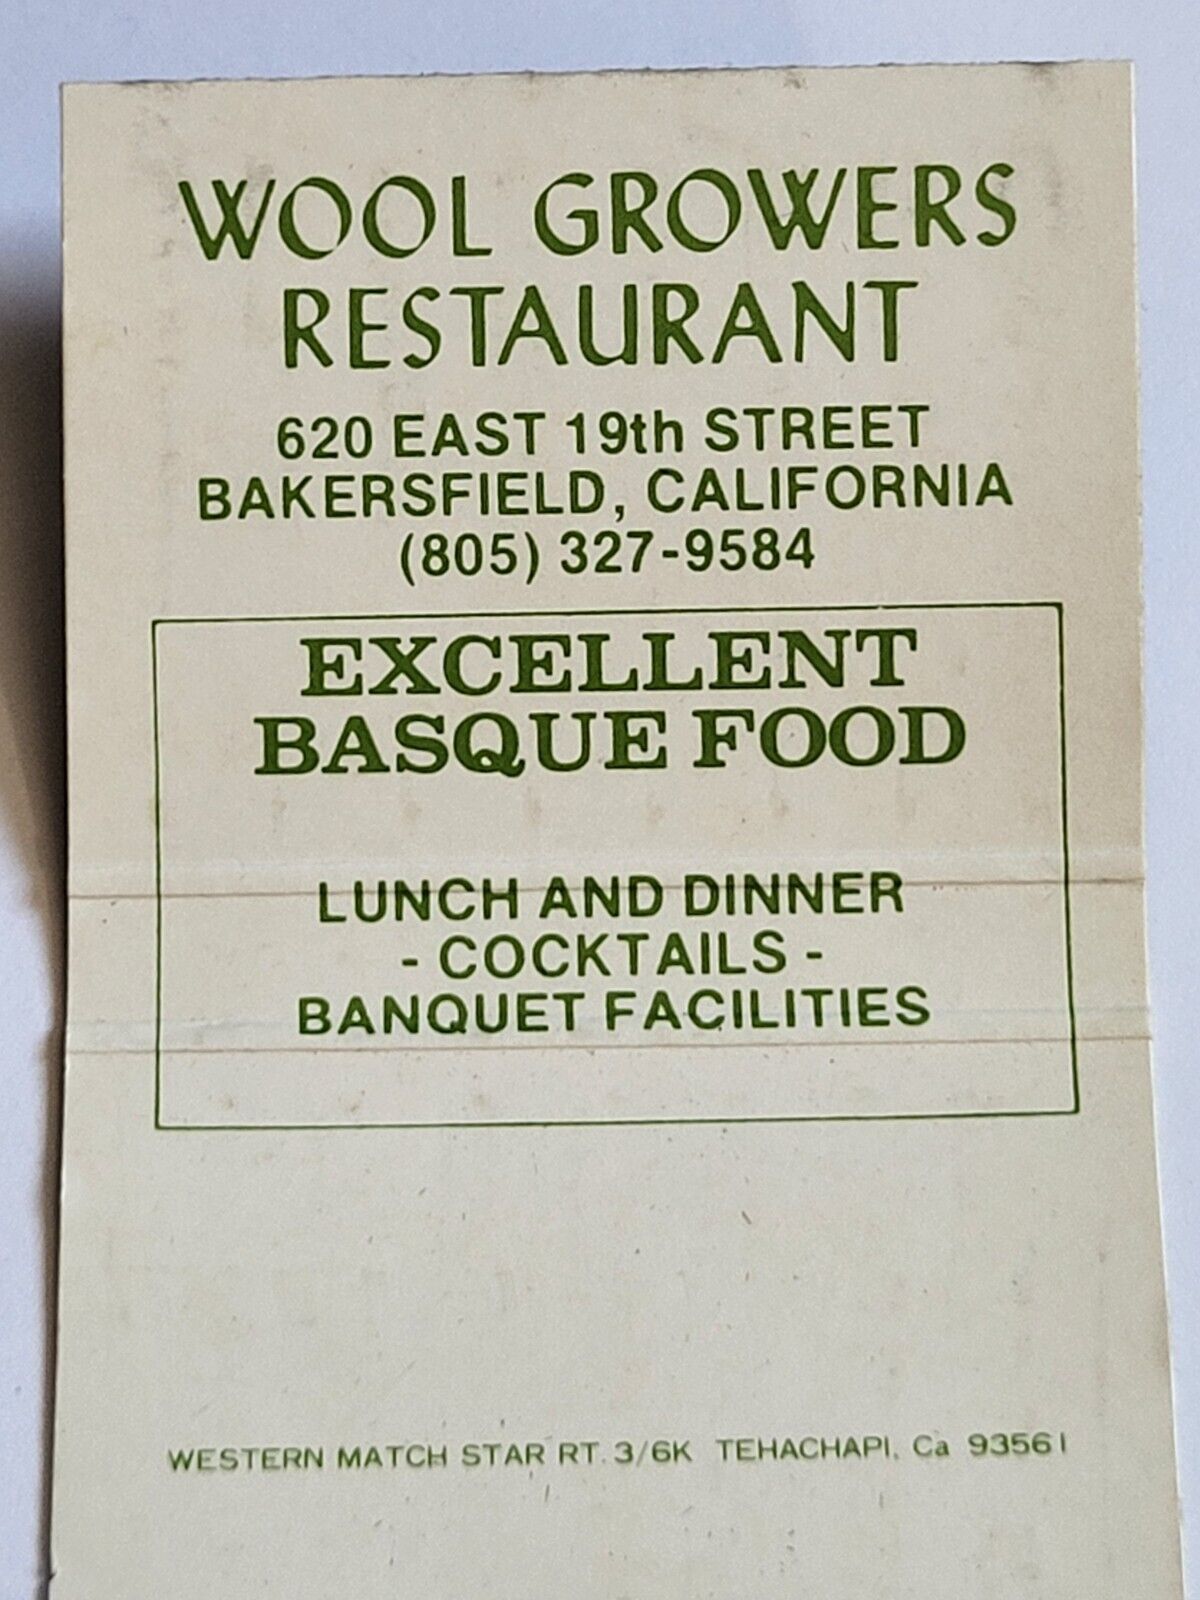 WOOL GROWERS
RESTAURANT
620 EAST 19th STREET
BAKERSFIELD, CALIFORNIA
(805) 327-9584
EXCELLENT
BASQUE FOOD
LUNCH AND DINNER
- COCKTAILS -
BANQUET FACILITIES
WESTERN MATCH STAR RT. 3/6K TEHACHAPI, Ca 93561